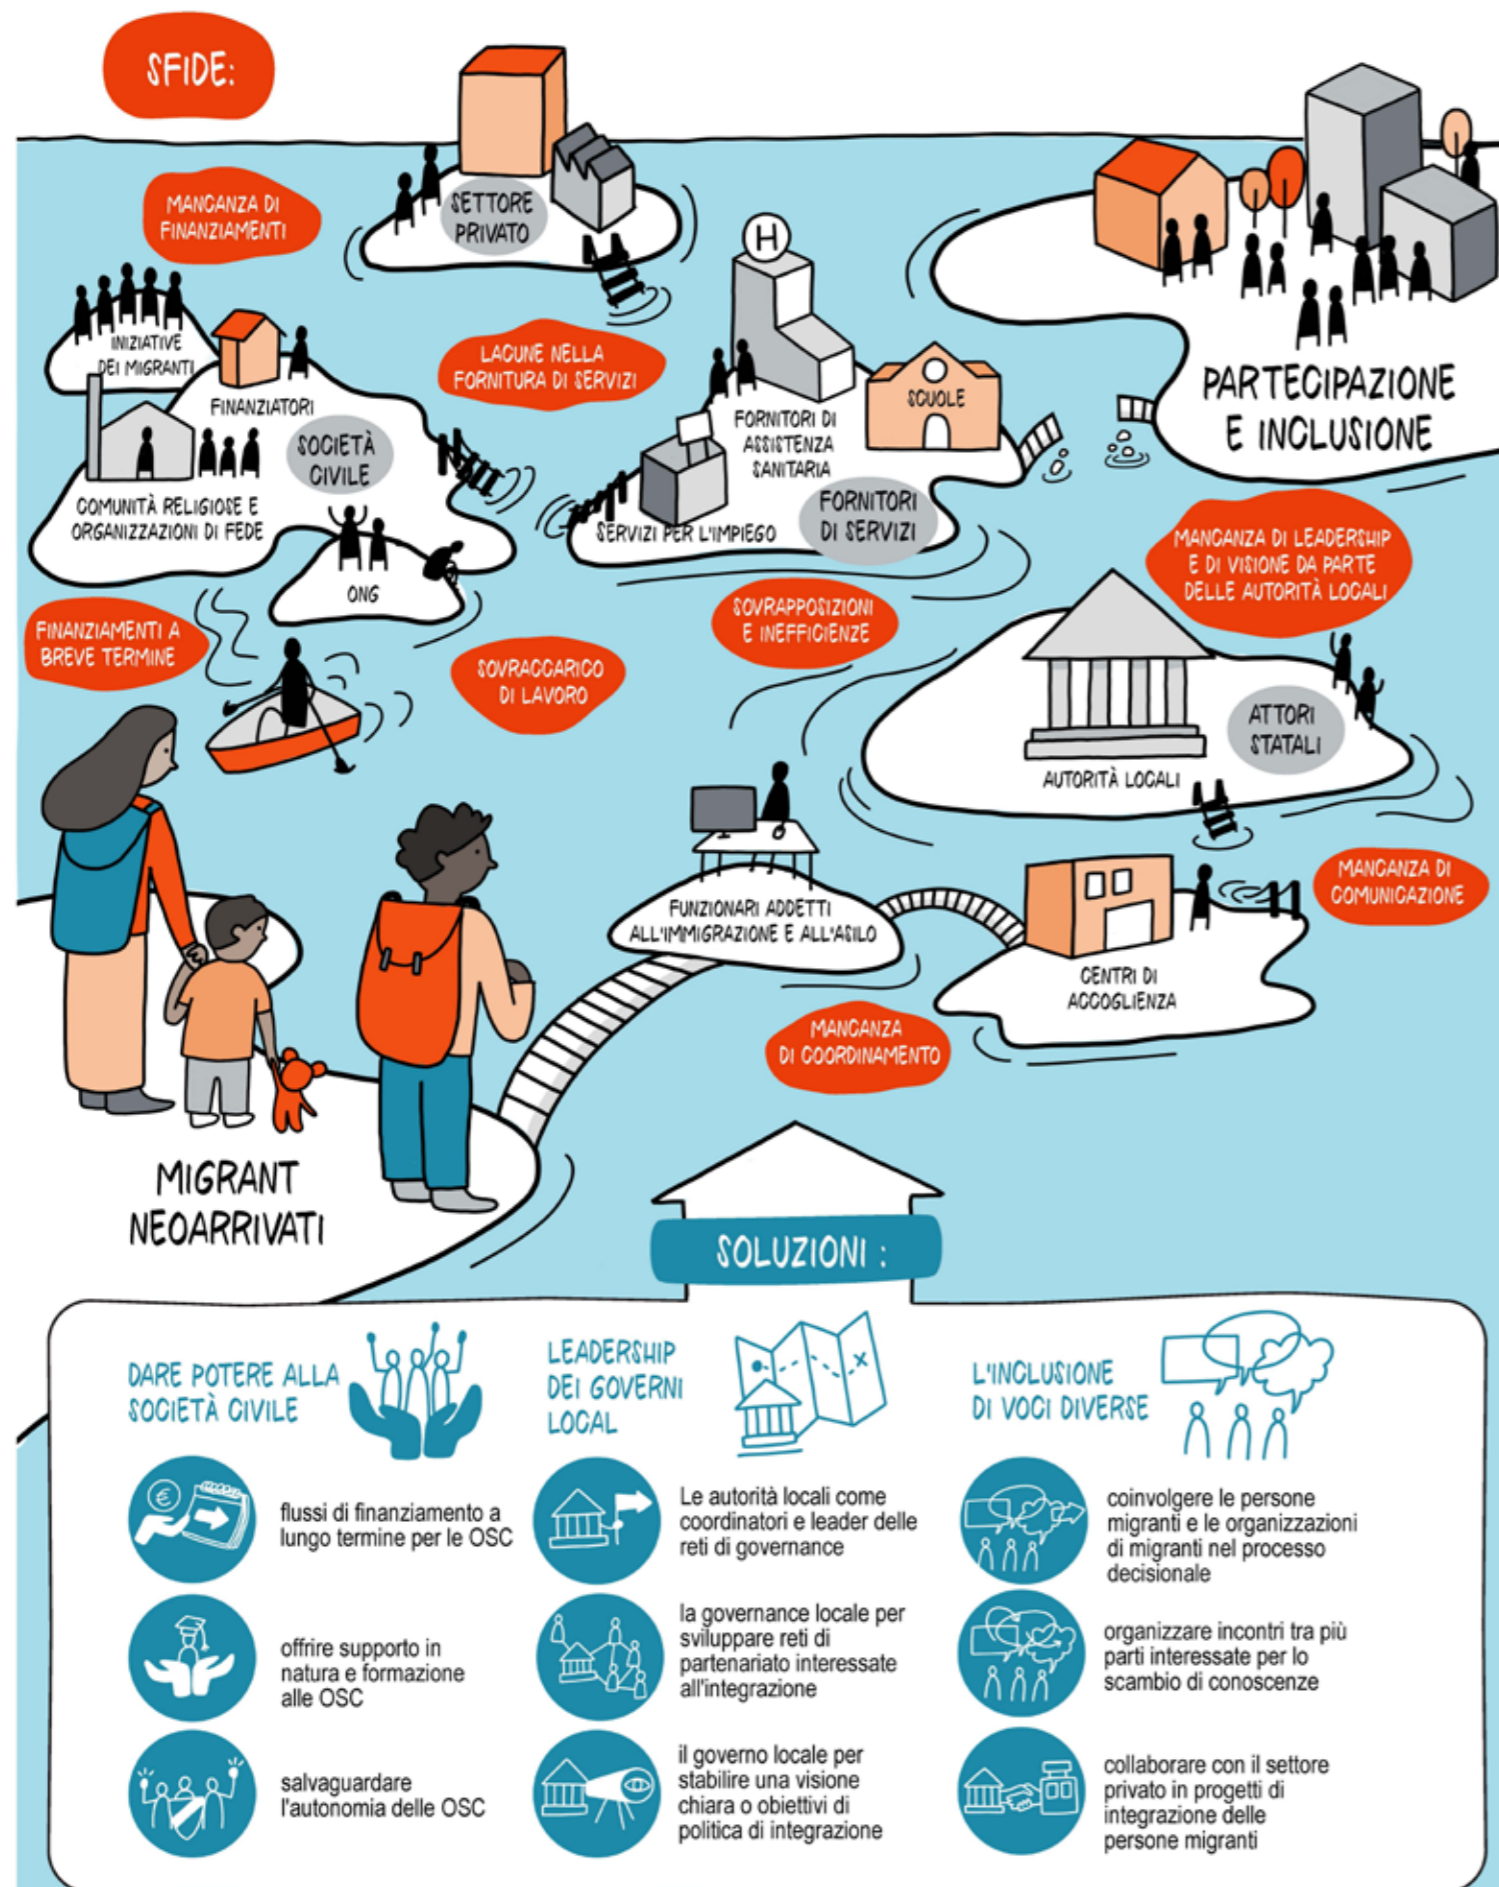 SFIDE:
MANCANZA DI
FINANZIAMENTI
SETTORE
PRIVATO
H
INIZIATIVE
DEI MIGRANTI
FINANZIATORI
SOCIETÀ
CIVILE
COMUNITÀ RELIGIOSE E
ORGANIZZAZIONI DI FEDE
ONG
LACUNE NELLA
FORNITURA DI SERVIZI
FORNITORI DI
ASSISTENZA
SANITARIA
SCUOLE
SERVIZI PER L'IMPIEGO
FORNITORI
DI SERVIZI
PARTECIPAZIONE
E INCLUSIONE
MANCANZA DI LEADERSHIP
E DI VISIONE DA PARTE
DELLE AUTORITÀ LOCALI
FINANZIAMENTI A
BREVE TERMINE
SOVRACCARICO
DI LAVORO
SOVRAPPOSIZIONI
E INEFFICIENZE
ATTORI
STATALI
AUTORITÀ LOCALI
MANCANZA DI
COMUNICAZIONE
FUNZIONARI ADDETTI
ALL'IMMIGRAZIONE E ALL'ASILO
CENTRI DI
ACCOGLIENZA
MANCANZA
DI COORDINAMENTO
MIGRANT
NEOARRIVATI
SOLUZIONI :
DARE POTERE ALLA
SOCIETÀ CIVILE
€
flussi di finanziamento a
lungo termine per le OSC
offrire supporto in
natura e formazione
alle OSC
salvaguardare
l'autonomia delle OSC
LEADERSHIP
DEI GOVERNI
LOCAL
Le autorità locali come
coordinatori e leader delle
reti di governance
la governance locale per
sviluppare reti di
partenariato interessate
all'integrazione
il governo locale per
stabilire una visione
chiara o obiettivi di
politica di integrazione
L'INCLUSIONE
DI VOCI DIVERSE
coinvolgere le persone
migranti e le organizzazioni
di migranti nel processo
decisionale
organizzare incontri tra più
parti interessate per lo
scambio di conoscenze
collaborare con il settore
privato in progetti di
integrazione delle
persone migranti